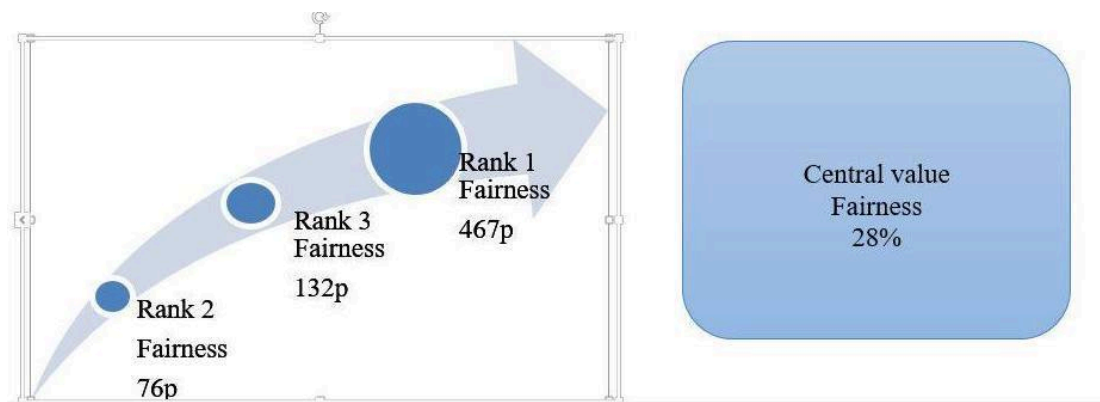 Rank 1
Fairness
467p
Rank 3
Fairness
132p
Rank 2
Fairness
76p
Central value
Fairness
28%